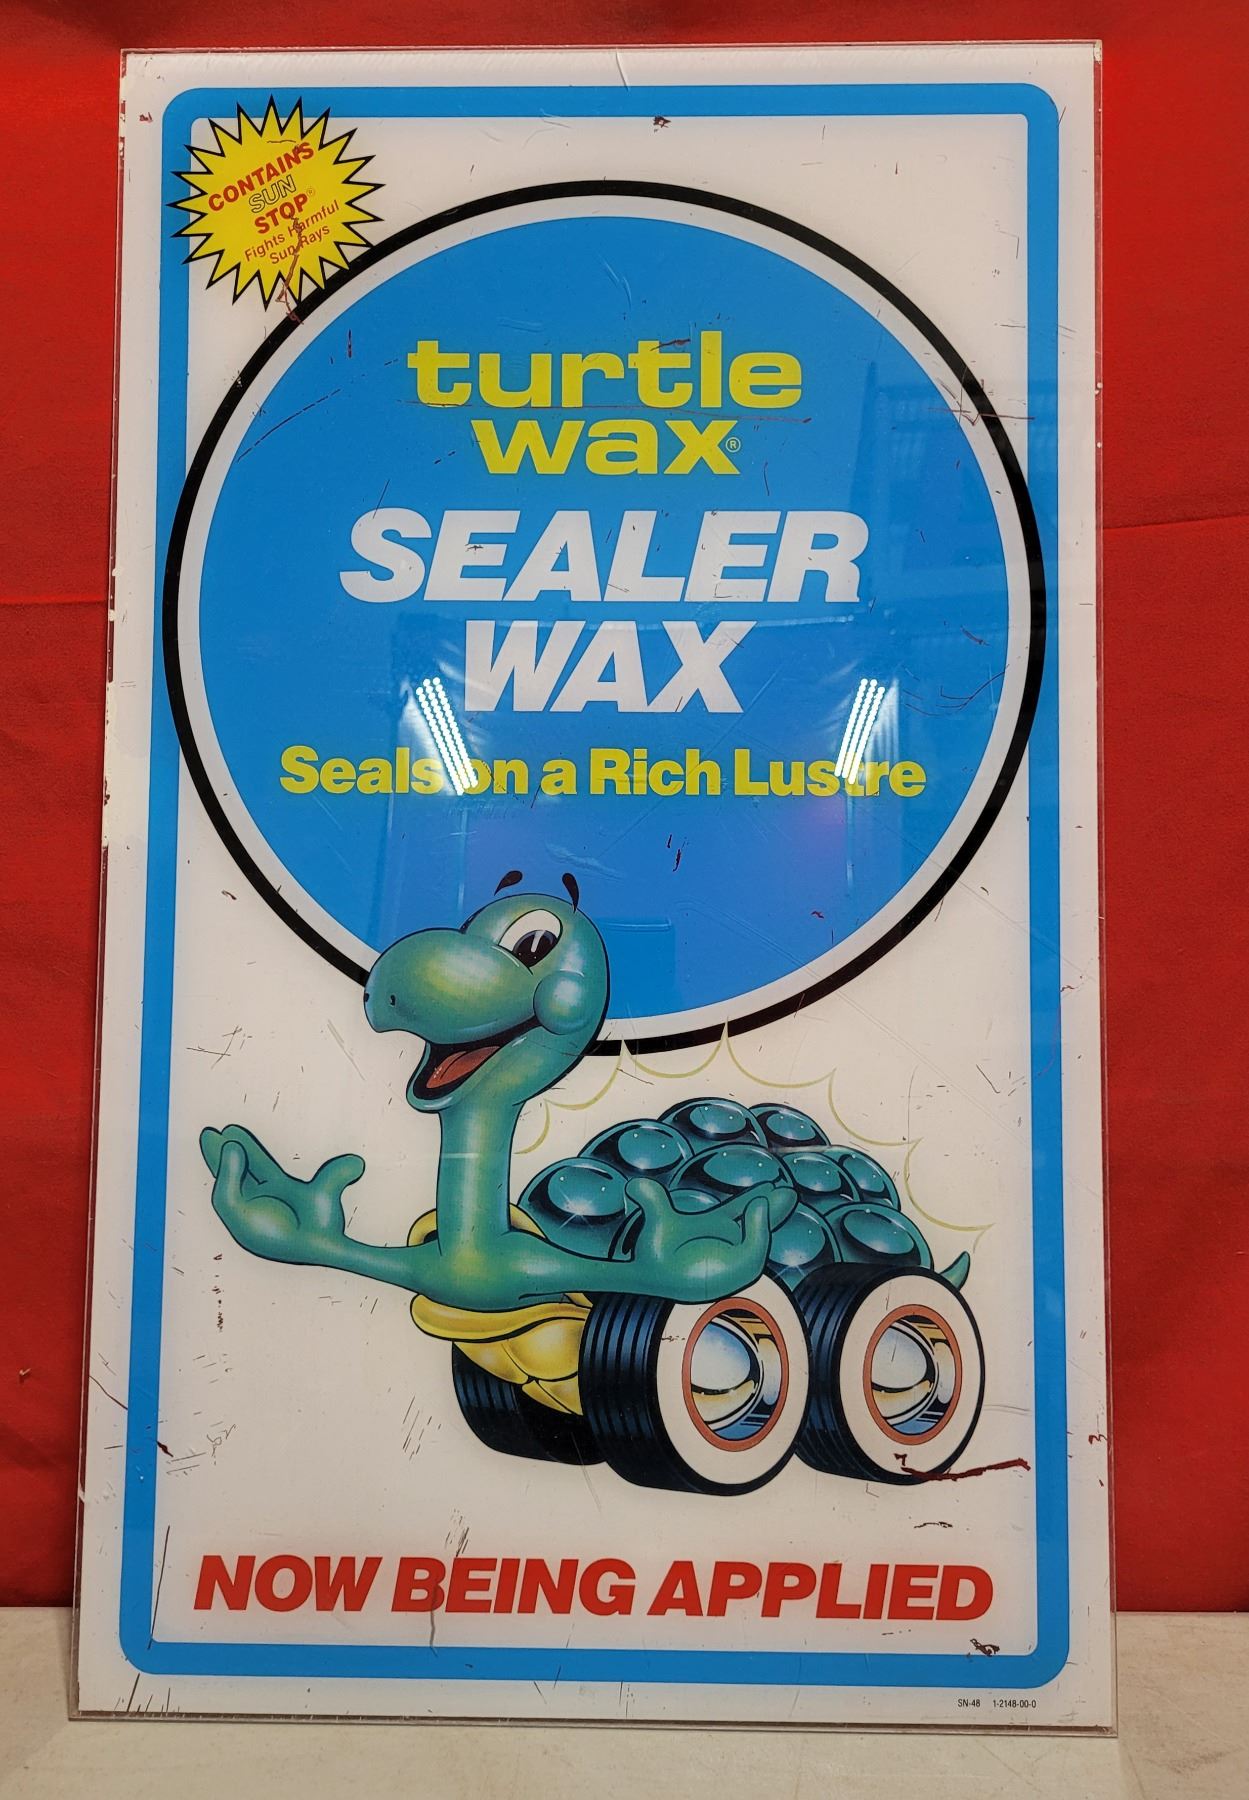 CONTAINS
SUN
STOP®
Fights Harmful
Sun Rays
turtle
wax®
SEALER
WAX
Seals on a Rich Lustre
NOW BEING APPLIED
SN-48 1-2148-00-0